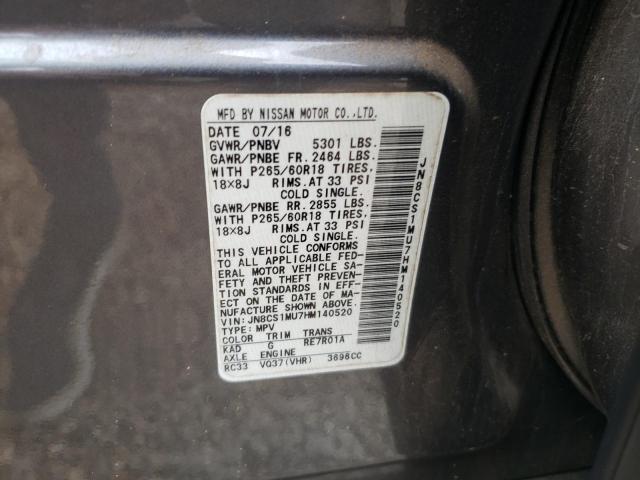 MFD BY NISSAN MOTOR CO.,LTD.
DATE 07/16
GVWR/PNBV 5301 LBS.
GAWR/PNBE FR. 2464 LBS.
WITH P265/60R18 TIRES,
18×8J RIMS.AT 33 PSI
COLD SINGLE.
GAWR/PNBE RR. 2855 LBS.
WITH P265/60R18 TIRES,
18×8J RIMS.AT 33 PSI
COLD SINGLE.
THIS VEHICLE CONFORMS
TO ALL APPLICABLE FED-
ERAL MOTOR VEHICLE SA-
FETY AND THEFT PREVEN-
TION STANDARDS IN EFF-
ECT ON THE DATE OF MA-
NUFACTURE SHOWN ABOVE.
VIN:JN8CS1MU7HM140520
TYPE:MPV
COLOR TRIM TRANS
KAD G RE7R01A
AXLE ENGINE
RC33 VQ37(VHR) 3696CC
JN8CS1MU7HM140520